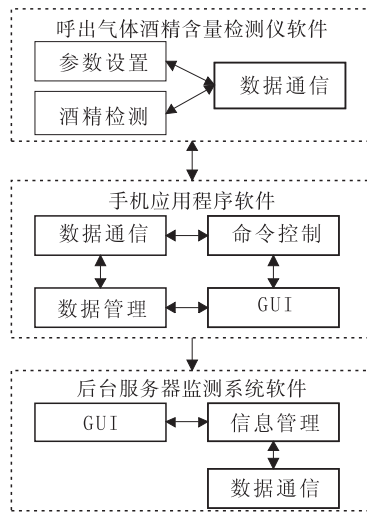 呼出气体酒精含量检测仪软件
参数设置
数据通信
酒精检测
手机应用程序软件
数据通信
命令控制
数据管理
GUI
后台服务器监测系统软件
GUI
信息管理
数据通信